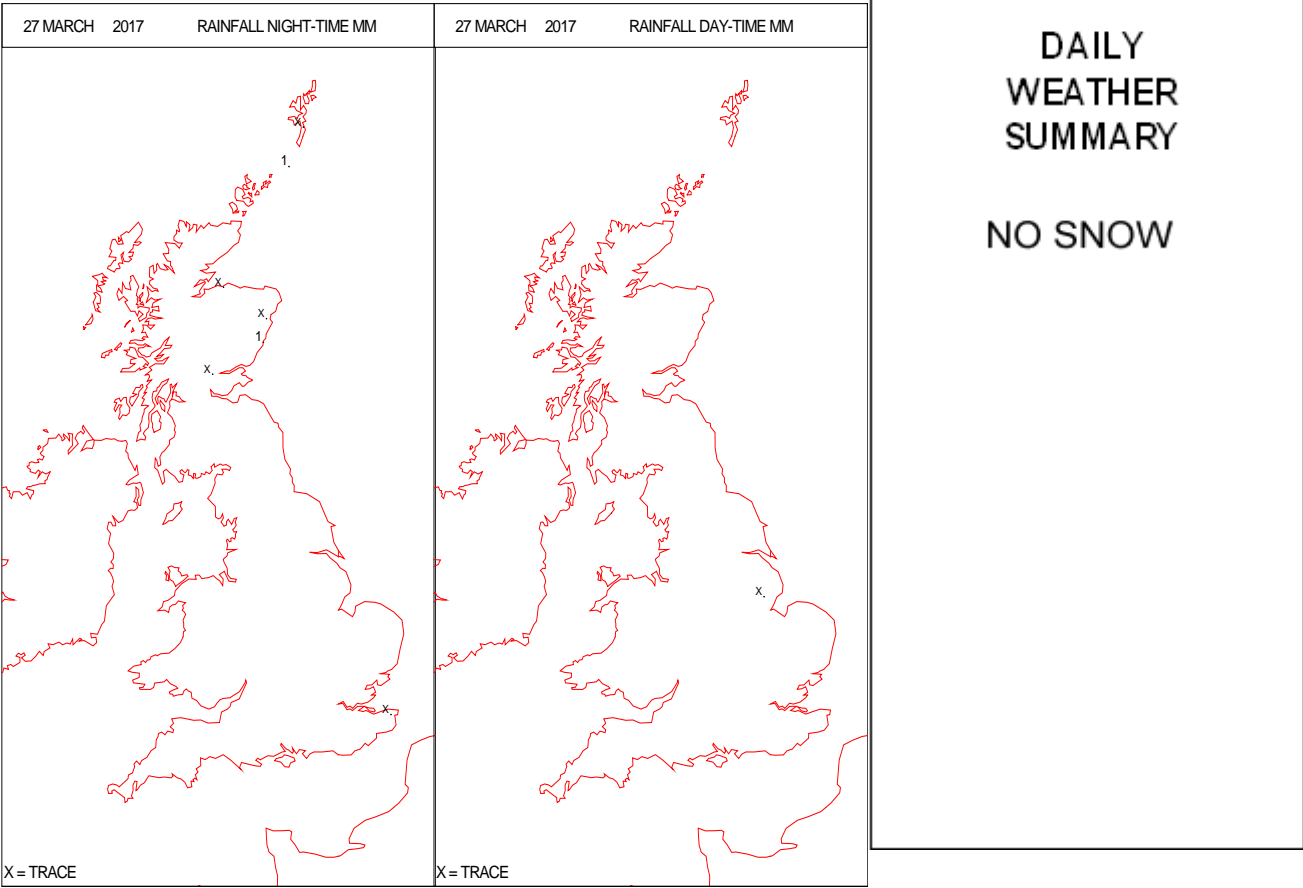 27 MARCH 2017 RAINFALL NIGHT-TIME MM
X.
1.
X.
X.
1.
X.
X.
X = TRACE
27 MARCH 2017 RAINFALL DAY-TIME MM
X.
X = TRACE
DAILY
WEATHER
SUMMARY
NO SNOW